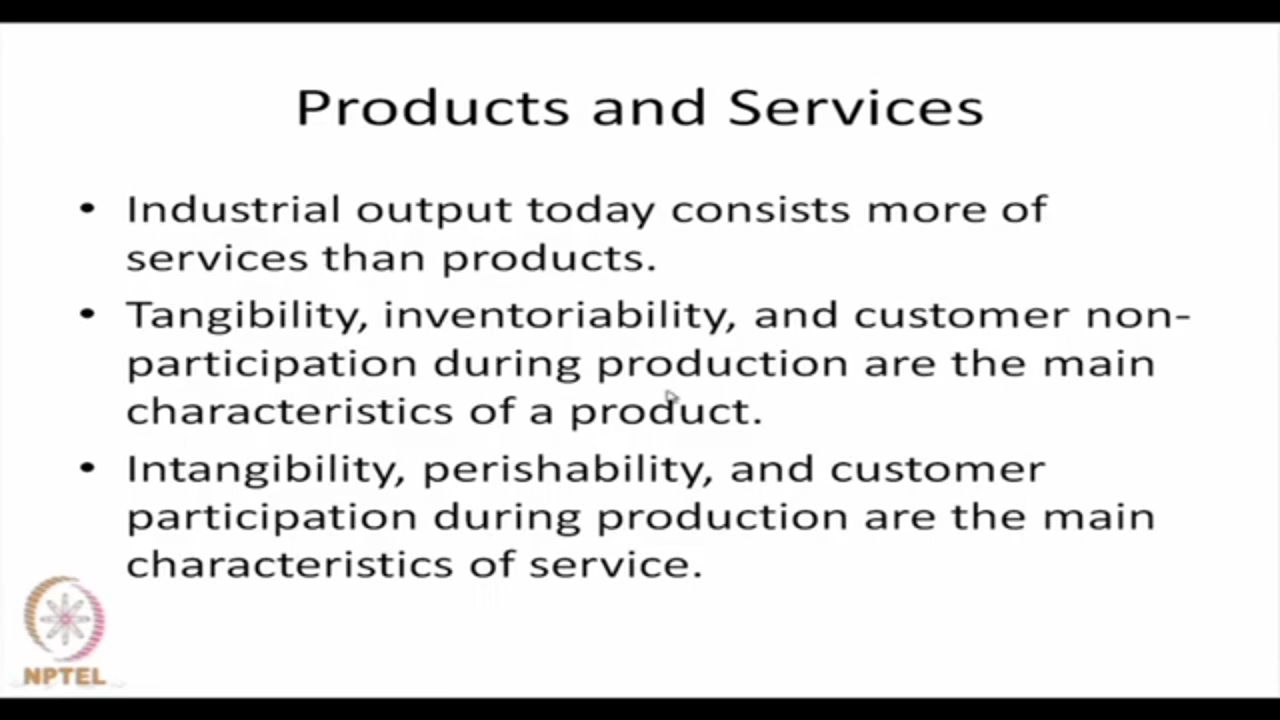 Products and Services
• Industrial output today consists more of
services than products.
• Tangibility, inventoriability, and customer non-
participation during production are the main
characteristics of a product.
• Intangibility, perishability, and customer
participation during production are the main
characteristics of service.
NPTEL